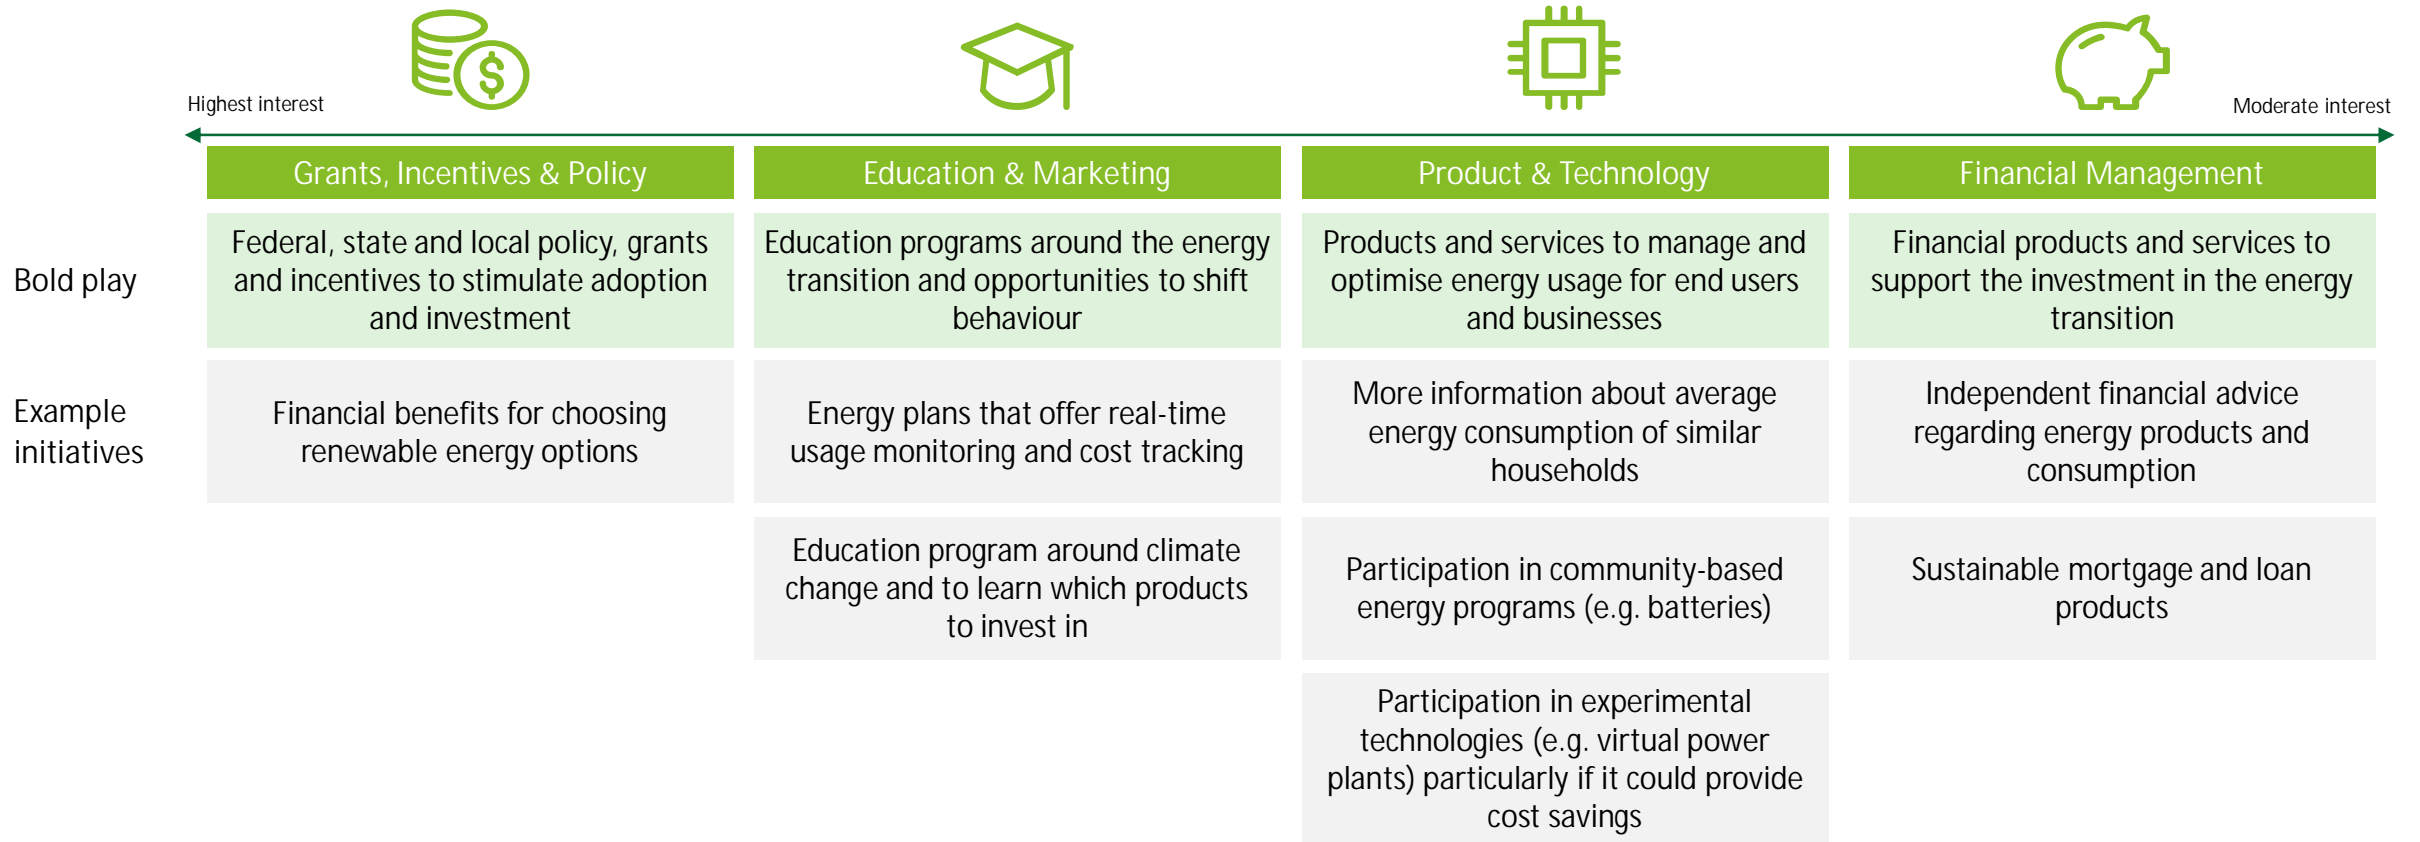 $
Highest interest
Moderate interest
Grants, Incentives & Policy
Education & Marketing
Product & Technology
Financial Management
Bold play
Federal, state and local policy, grants
and incentives to stimulate adoption
and investment
Education programs around the energy
transition and opportunities to shift
behaviour
Products and services to manage and
optimise energy usage for end users
and businesses
Financial products and services to
support the investment in the energy
transition
Example
initiatives
Financial benefits for choosing
renewable energy options
Energy plans that offer real-time
usage monitoring and cost tracking
More information about average
energy consumption of similar
households
Independent financial advice
regarding energy products and
consumption
Education program around climate
change and to learn which products
to invest in
Participation in community-based
energy programs (e.g. batteries)
Sustainable mortgage and loan
products
Participation in experimental
technologies (e.g. virtual power
plants) particularly if it could provide
cost savings